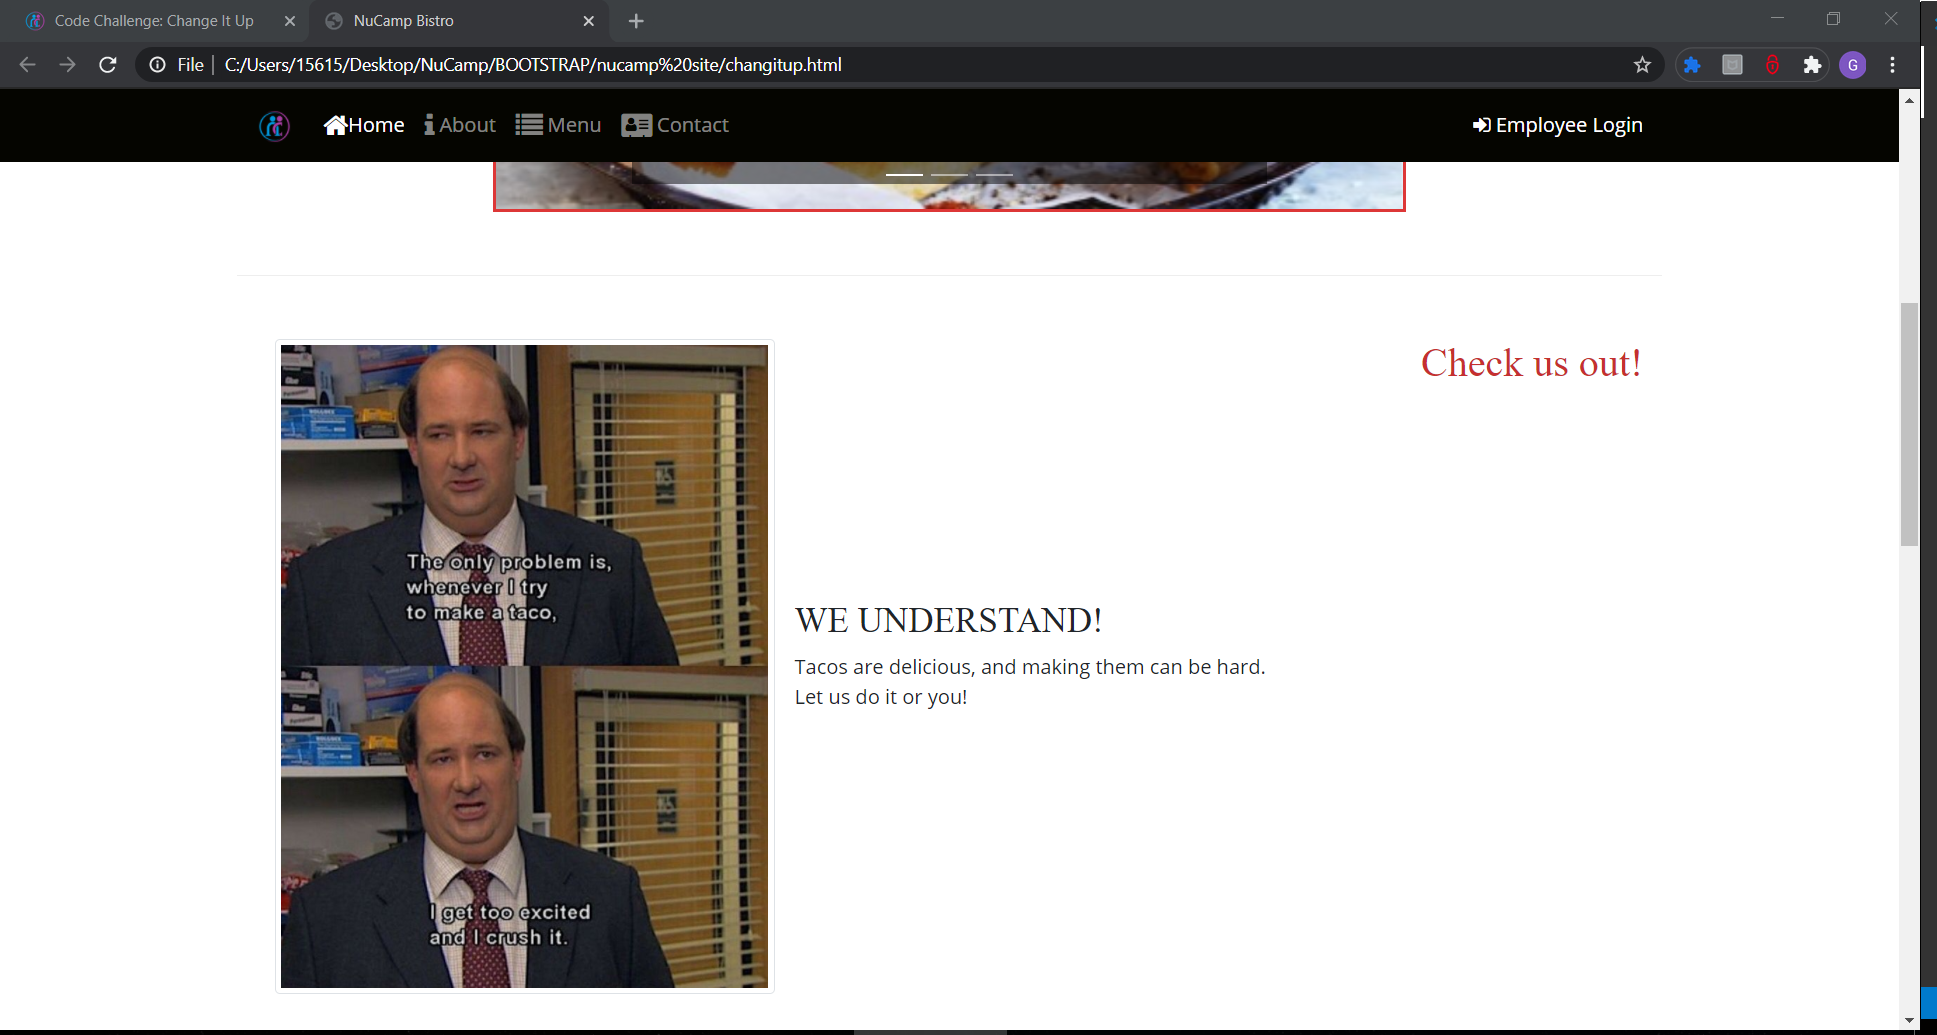 Code Challenge: Change It Up
NuCamp Bistro
File
C:/Users/15615/Desktop/NuCamp/BOOTSTRAP/nucamp%20site/changitup.html
G
Home
About
Menu
Contact
Employee Login
Check us out!
The only problem is,
whenever I try
to make a taco,
I get too excited
and I crush it.
WE UNDERSTAND!
Tacos are delicious, and making them can be hard.
Let us do it or you!